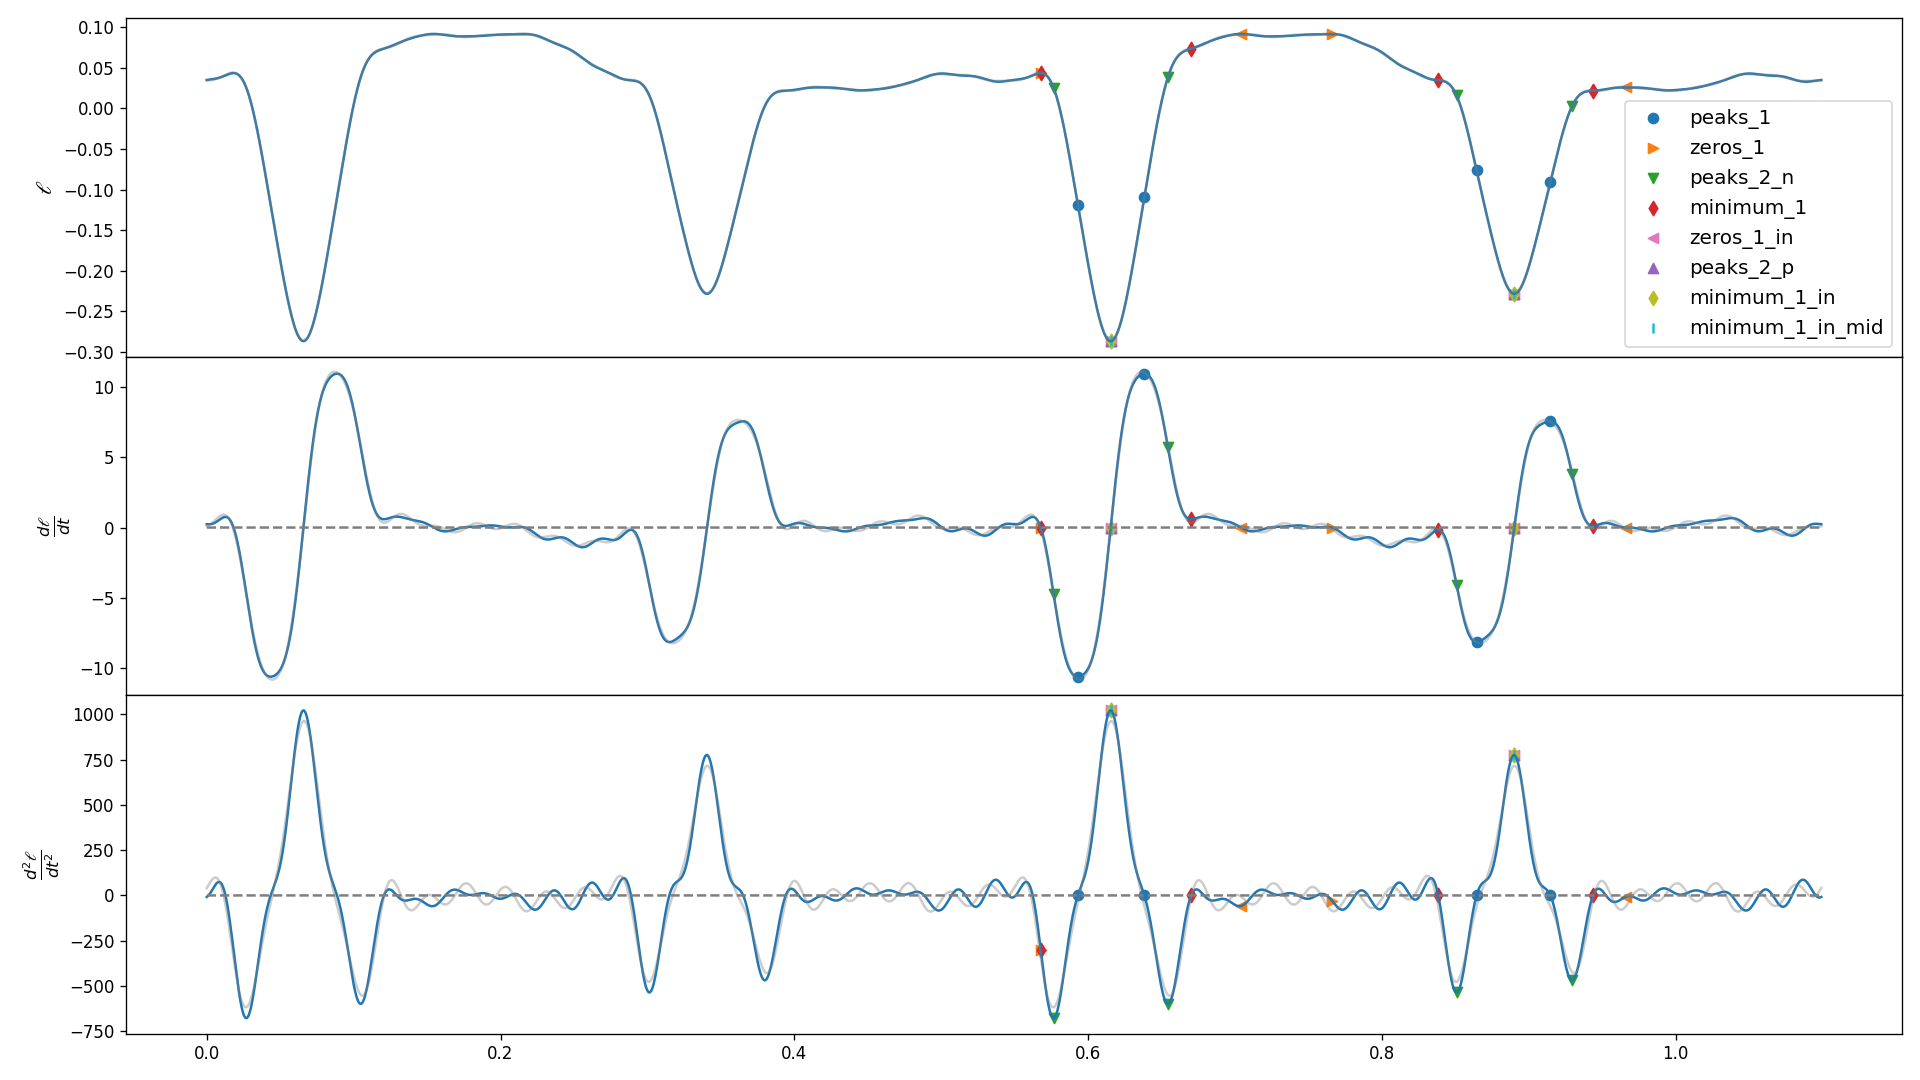 0.10
0.05
0.00
−0.05
−0.10
−0.15
−0.20
−0.25
−0.30
ℓ
peaks_1
zeros_1
peaks_2_n
minimum_1
zeros_1_in
peaks_2_p
minimum_1_in
minimum_1_in_mid
10
5
0
−5
−10
dℓ
dt
1000
750
500
250
0
−250
−500
−750
d²ℓ
dt²
0.0 0.2 0.4 0.6 0.8 1.0